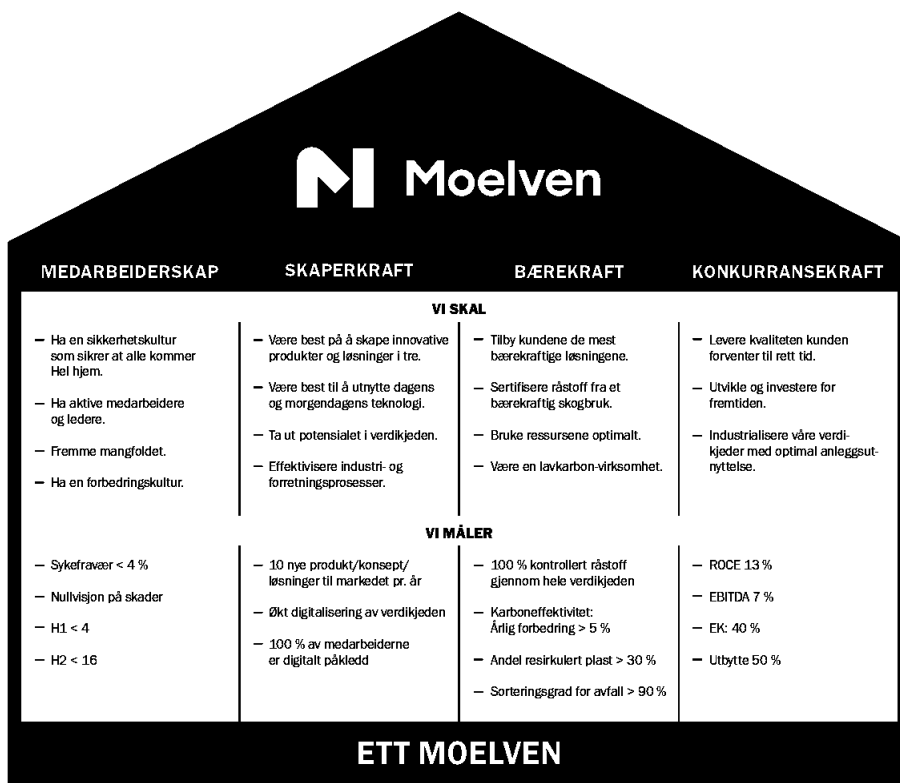 Moelven
MEDARBEIDERSKAP
SKAPERKRAFT
BÆREKRAFT
KONKURRANSEKRAFT
VI SKAL
– Ha en sikkerhetskultur
som sikrer at alle kommer
Hel hjem.
– Ha aktive medarbeidere
og ledere.
– Fremme mangfoldet.
– Ha en forbedringskultur.
– Være best på å skape innovative
produkter og løsninger i tre.
– Være best til å utnytte dagens
og morgendagens teknologi.
– Ta ut potensialet i verdikjeden.
– Effektivisere industri- og
forretningsprosesser.
– Tilby kundene de mest
bærekraftige løsningene.
– Sertifisere råstoff fra et
bærekraftig skogbruk.
– Bruke ressursene optimalt.
– Være en lavkarbon-virksomhet.
– Levere kvaliteten kunden
forventer til rett tid.
– Utvikle og investere for
fremtiden.
– Industrialisere våre verdi-
kjeder med optimal anleggsut-
nyttelse.
VI MÅLER
– Sykefravær < 4 %
– Nullvisjon på skader
– H1 < 4
– H2 < 16
– 10 nye produkt/konsept/
løsninger til markedet pr. år
– Økt digitalisering av verdikjeden
– 100 % av medarbeiderne
er digitalt påkledd
– 100 % kontrollert råstoff
gjennom hele verdikjeden
– Karboneffektivitet:
Årlig forbedring > 5 %
– Andel resirkulert plast > 30 %
– Sorteringsgrad for avfall > 90 %
– ROCE 13 %
– EBITDA 7 %
– EK: 40 %
– Utbytte 50 %
ETT MOELVEN